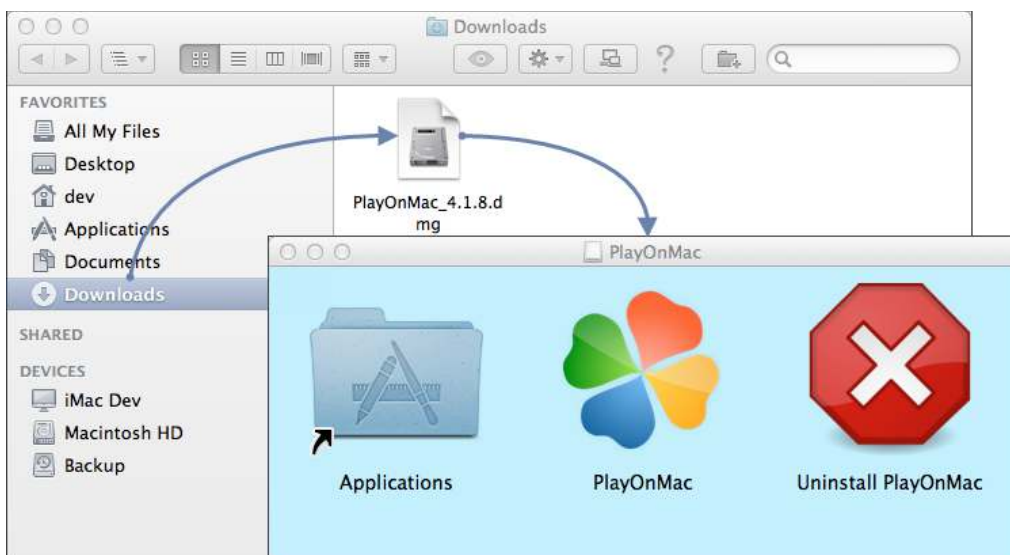 Downloads
FAVORITES
All My Files
Desktop
dev
Applications
Documents
Downloads
SHARED
DEVICES
iMac Dev
Macintosh HD
Backup
PlayOnMac_4.1.8.d
mg
PlayOnMac
Applications
PlayOnMac
Uninstall PlayOnMac